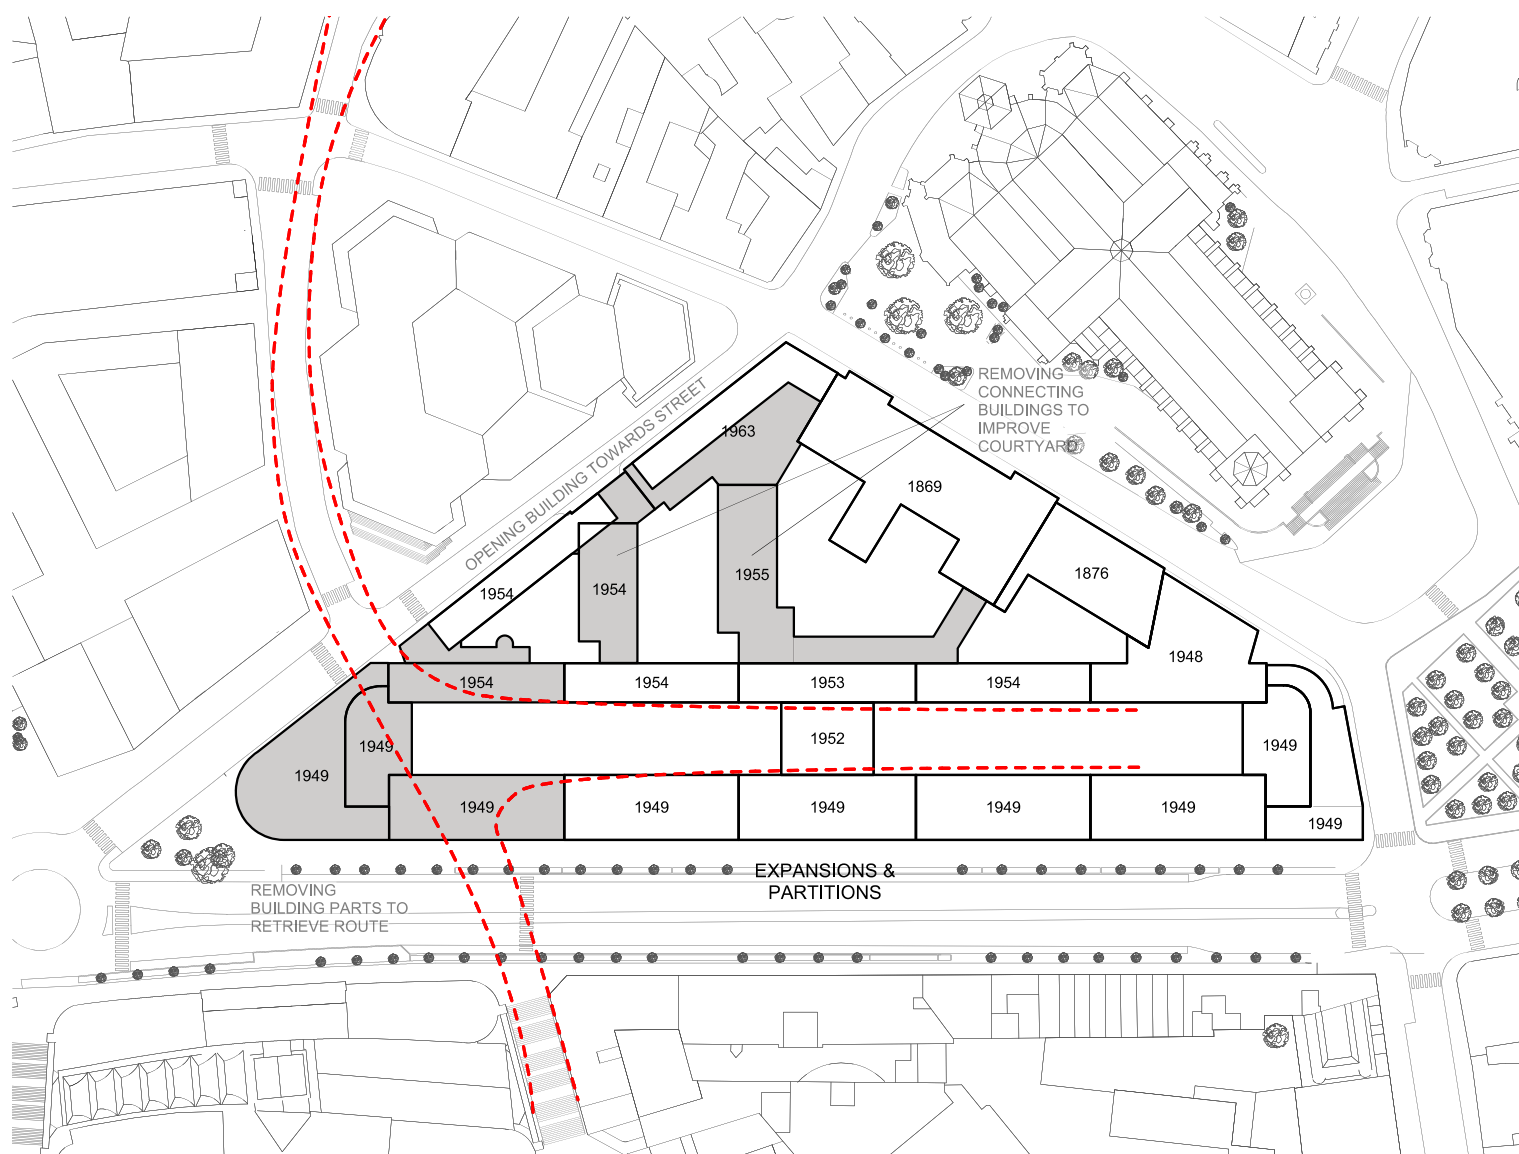 REMOVING
CONNECTING
BUILDINGS TO
IMPROVE
COURTYARD
OPENING BUILDING TOWARDS STREET
1963
1869
1954
1954
1955
1876
1948
1954
1954
1953
1954
1949
1949
1952
1949
1949
1949
1949
1949
1949
1949
EXPANSIONS &
PARTITIONS
REMOVING
BUILDING PARTS TO
RETRIEVE ROUTE